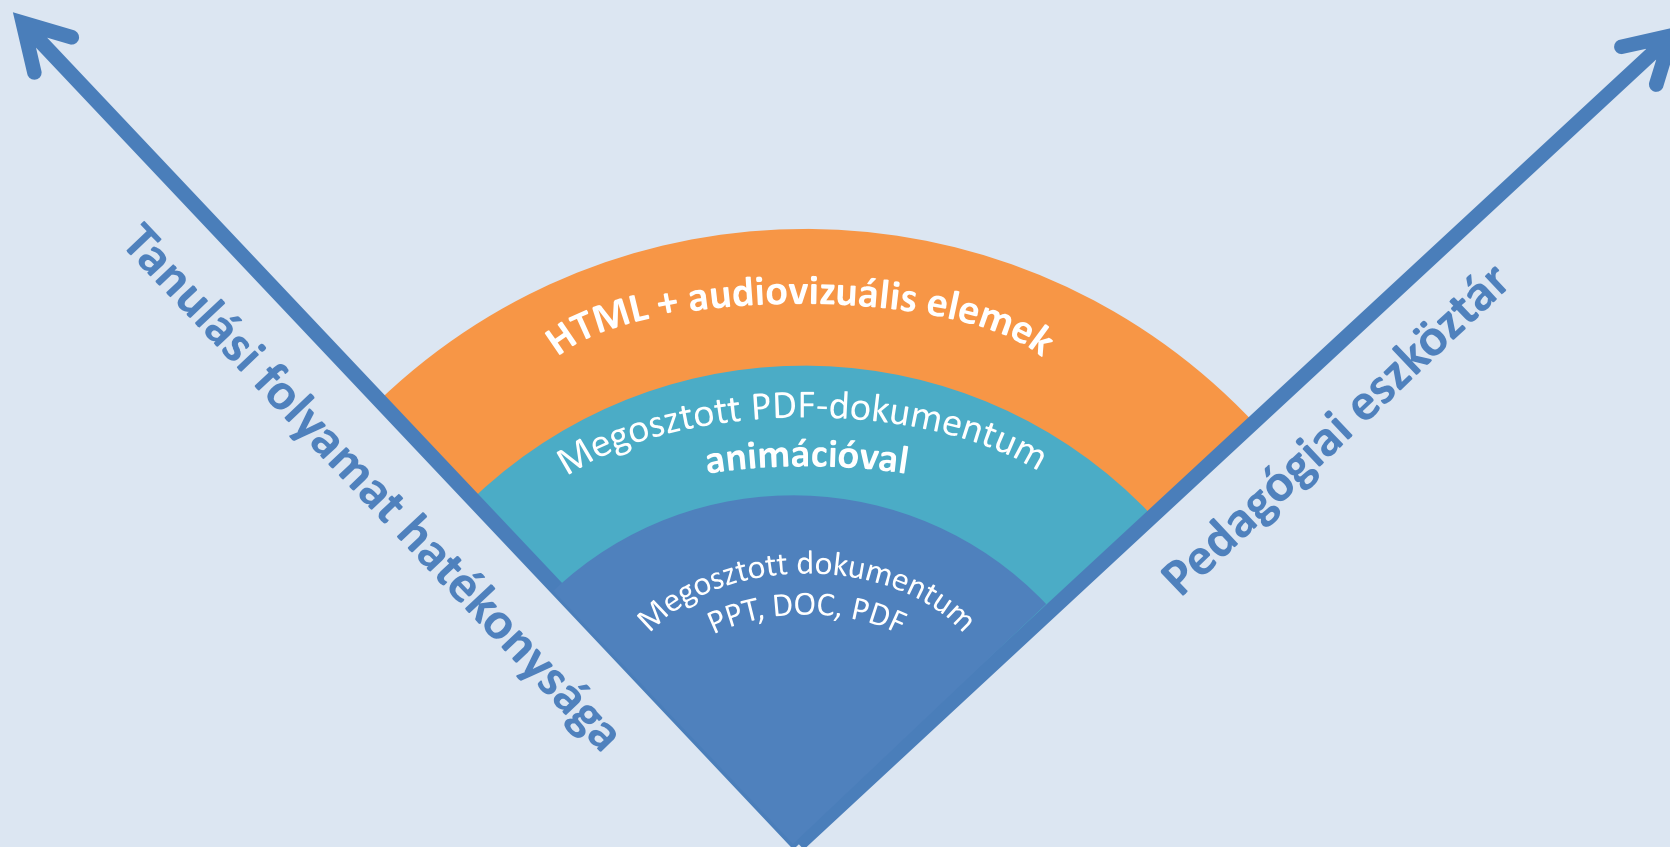 HTML + audiovizuális elemek
Megosztott PDF-dokumentum
animációval
Megosztott dokumentum
PPT, DOC, PDF
Tanulási folyamat hatékonysága
Pedagógiai eszköztár